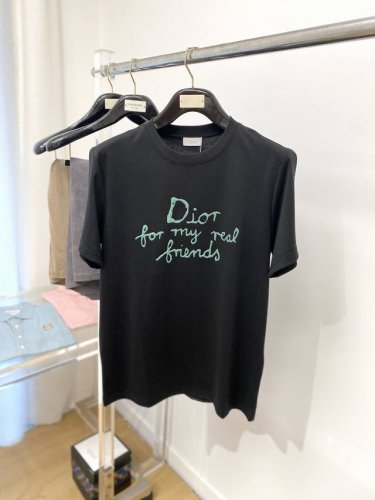 Dior
for my real
friends